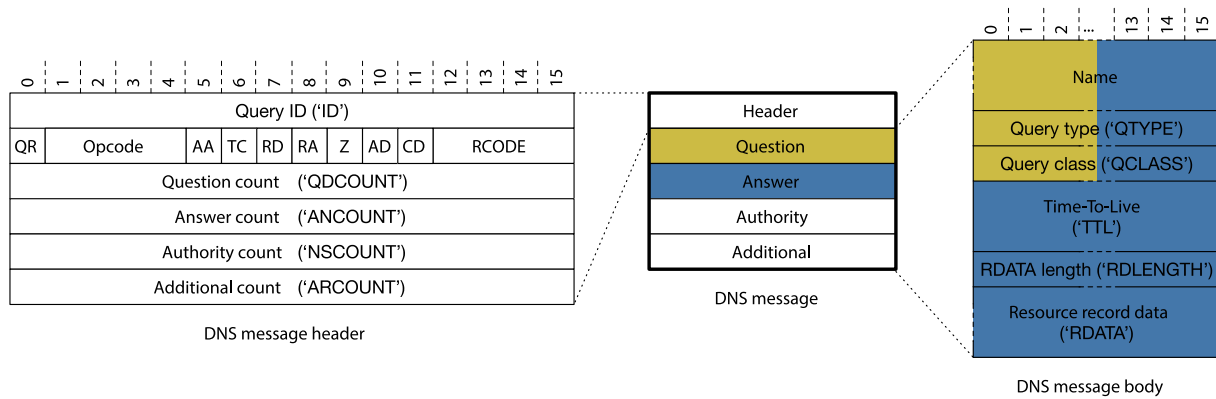 0 1 2 3 4 5 6 7 8 9 10 11 12 13 14 15
Query ID (‘ID’)
QR Opcode AA TC RD RA Z AD CD RCODE
Question count (‘QDCOUNT’)
Answer count (‘ANCOUNT’)
Authority count (‘NSCOUNT’)
Additional count (‘ARCOUNT’)
DNS message header
Header
Question
Answer
Authority
Additional
DNS message
0 1 2 ... 13 14 15
Name
Query type (‘QTYPE’)
Query class (‘QCLASS’)
Time-To-Live
(‘TTL’)
RDATA length (‘RDLENGTH’)
Resource record data
(‘RDATA’)
DNS message body